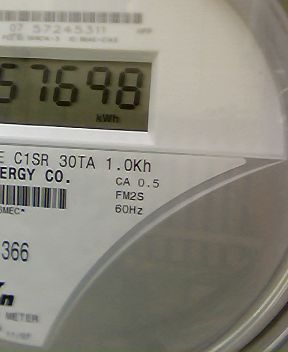 07 57245311
57698
kWh
E C1SR 30TA 1.0Kh
ERGY CO.
CA 0.5
FM2S
60Hz
366
n
METER